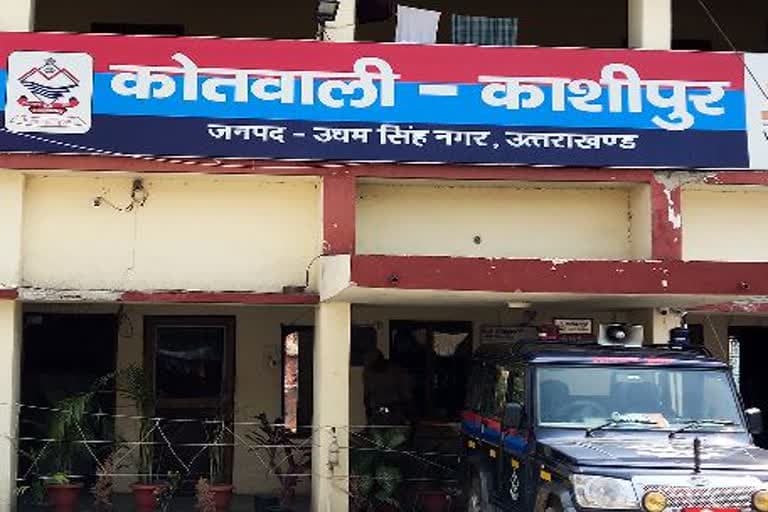 कोतवाली - काशीपुर
जनपद - उधम सिंह नगर, उत्तराखण्ड